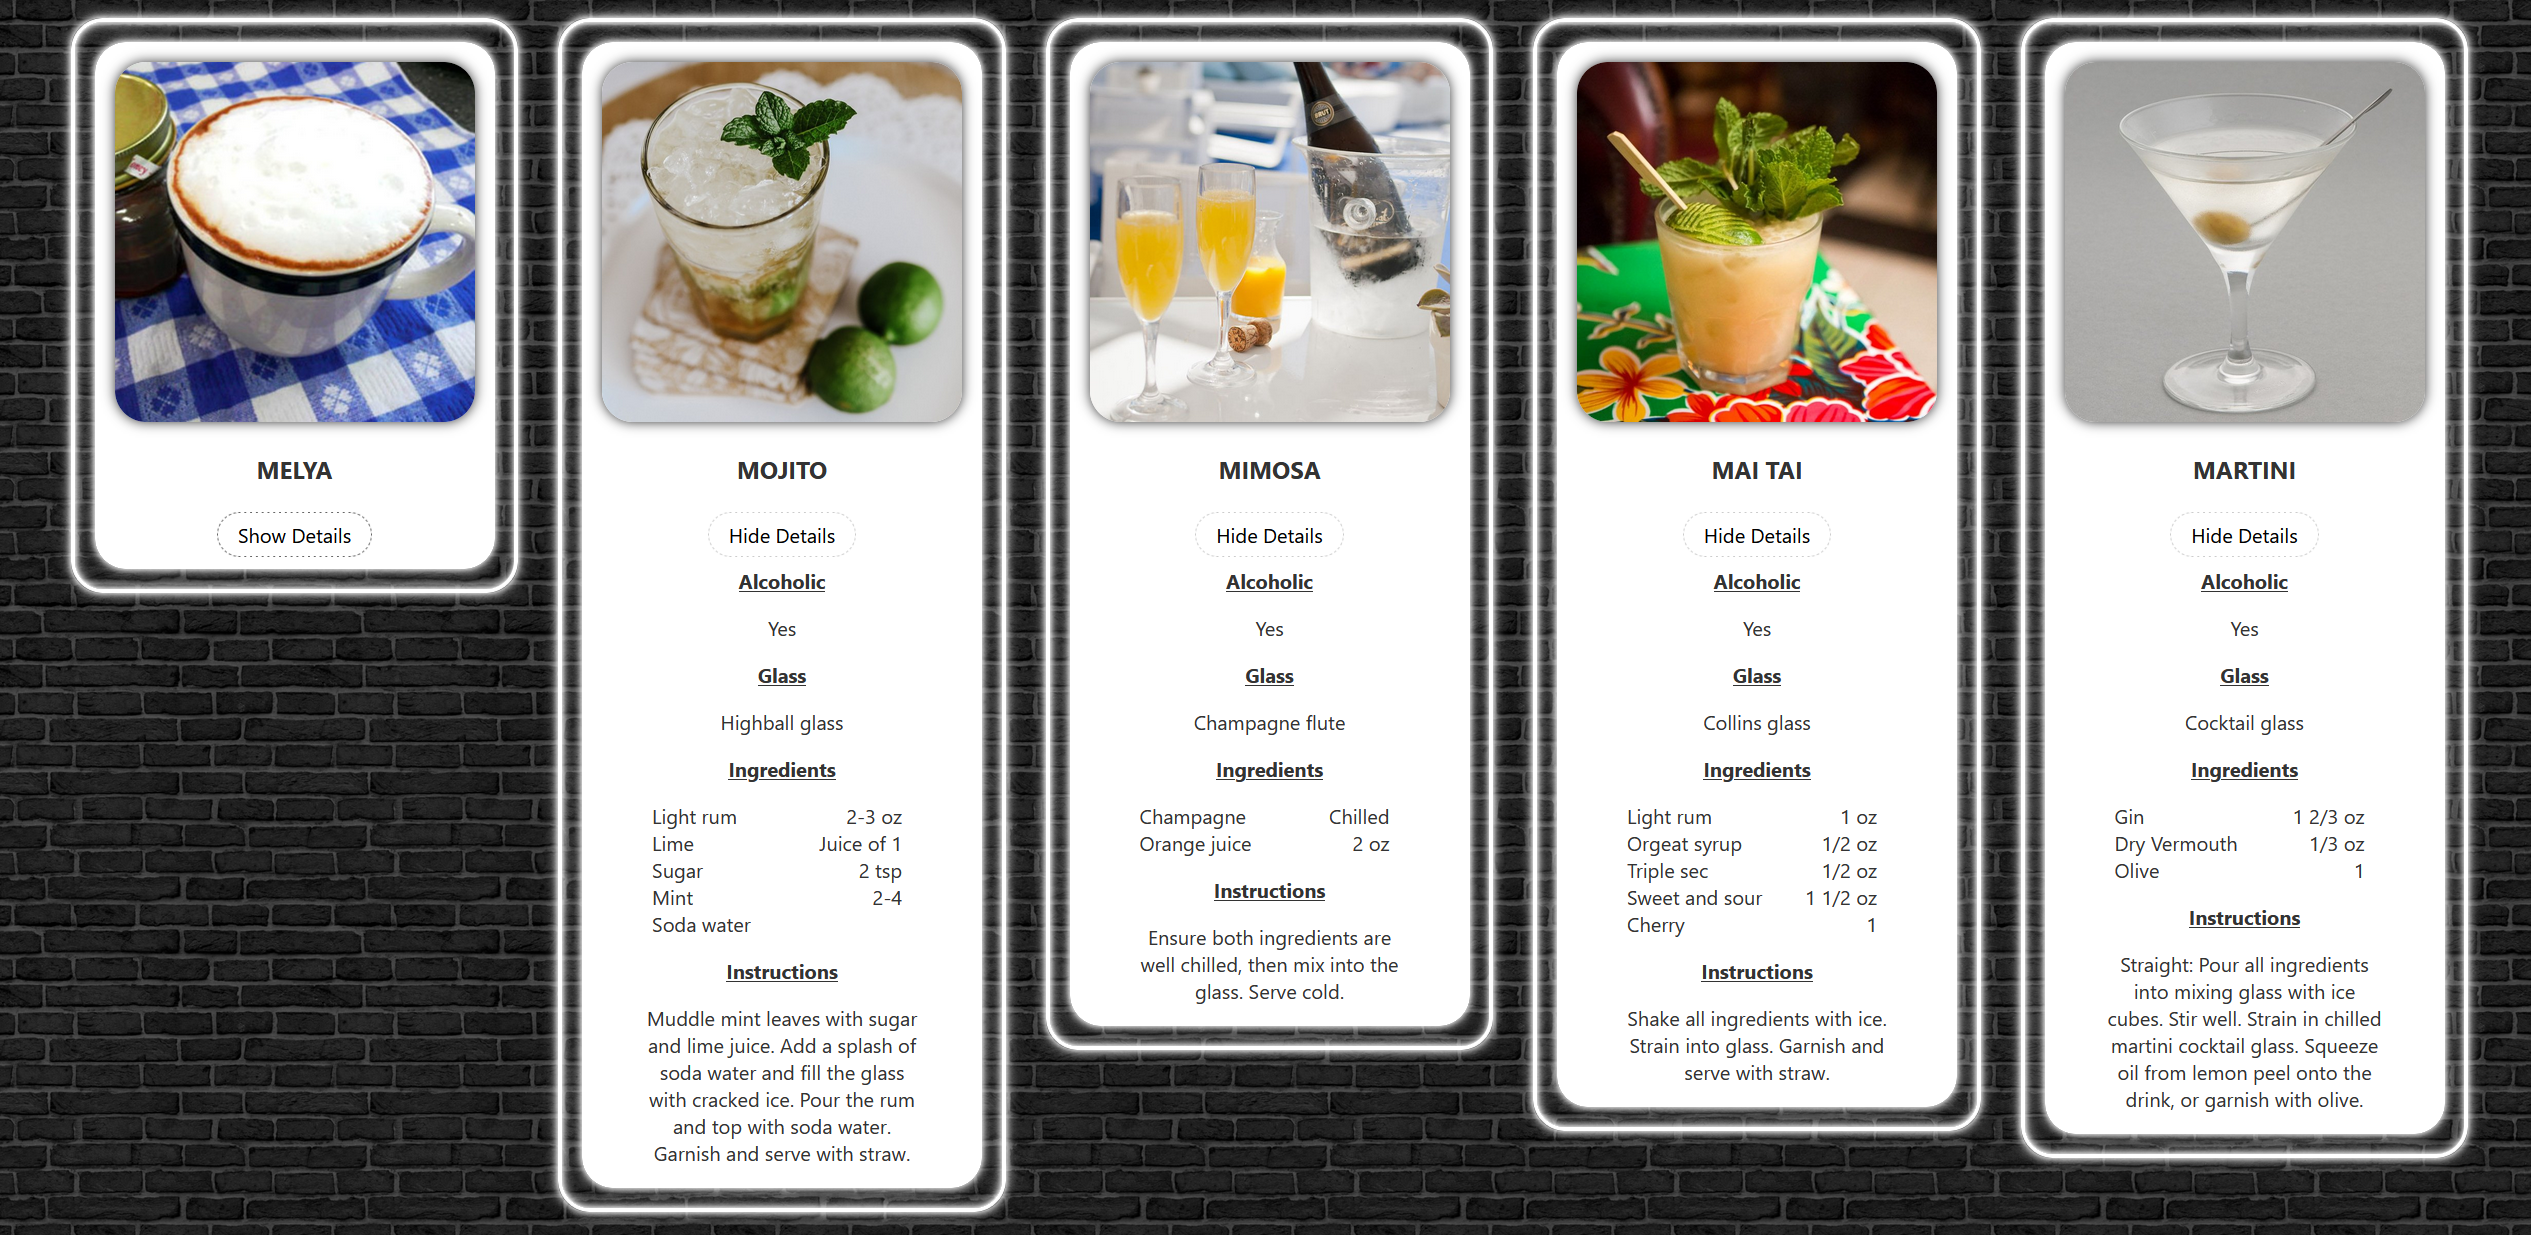 BRUT
MELYA
Show Details
MOJITO
Hide Details
Alcoholic
Yes
Glass
Highball glass
Ingredients
Light rum 2-3 oz
Lime Juice of 1
Sugar 2 tsp
Mint 2-4
Soda water
Instructions
Muddle mint leaves with sugar
and lime juice. Add a splash of
soda water and fill the glass
with cracked ice. Pour the rum
and top with soda water.
Garnish and serve with straw.
MIMOSA
Hide Details
Alcoholic
Yes
Glass
Champagne flute
Ingredients
Champagne Chilled
Orange juice 2 oz
Instructions
Ensure both ingredients are
well chilled, then mix into the
glass. Serve cold.
MAI TAI
Hide Details
Alcoholic
Yes
Glass
Collins glass
Ingredients
Light rum 1 oz
Orgeat syrup 1/2 oz
Triple sec 1/2 oz
Sweet and sour 1 1/2 oz
Cherry 1
Instructions
Shake all ingredients with ice.
Strain into glass. Garnish and
serve with straw.
MARTINI
Hide Details
Alcoholic
Yes
Glass
Cocktail glass
Ingredients
Gin 1 2/3 oz
Dry Vermouth 1/3 oz
Olive 1
Instructions
Straight: Pour all ingredients
into mixing glass with ice
cubes. Stir well. Strain in chilled
martini cocktail glass. Squeeze
oil from lemon peel onto the
drink, or garnish with olive.